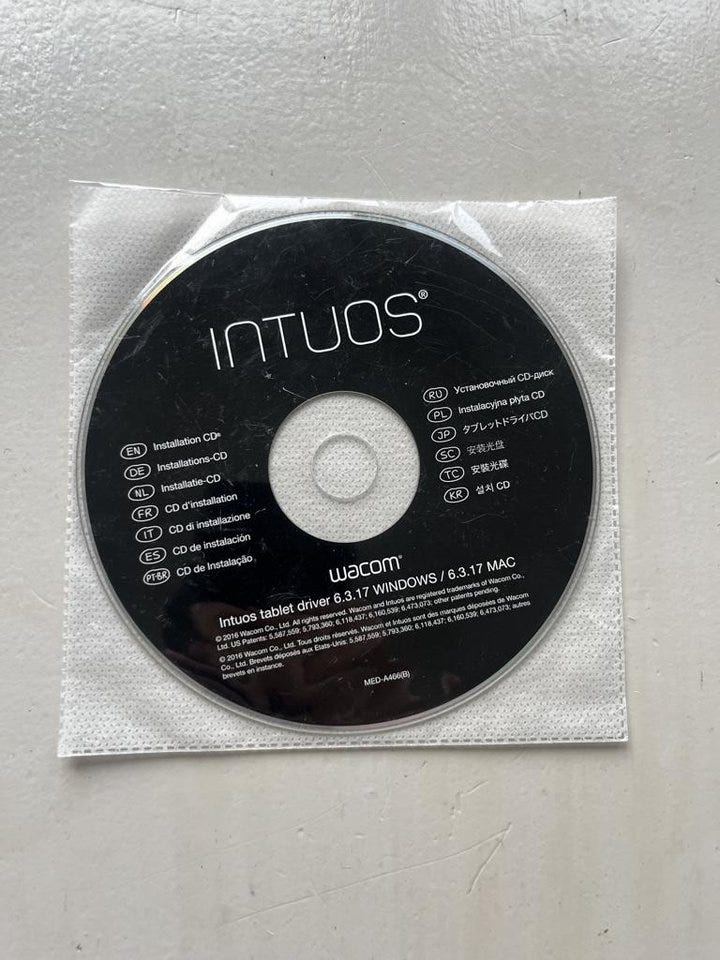 INTUOS®
EN Installation CD®
DE Installations-CD
NL Installatie-CD
FR CD d'installation
IT CD di installazione
ES CD de instalación
PT-BR CD de Instalação
RU Установочный CD-диск
PL Instalacyjna płyta CD
JP タブレットドライバCD
SC 安装光盘
TC 安裝光碟
KR 설치 CD
wacom®
Intuos tablet driver 6.3.17 WINDOWS / 6.3.17 MAC
© 2016 Wacom Co., Ltd. All rights reserved. Wacom and Intuos are registered trademarks of Wacom Co.,
Ltd. US Patents: 5,587,559; 5,793,360; 6,118,437; 6,160,539; 6,473,073; other patents pending.
© 2016 Wacom Co., Ltd. Tous droits réservés. Wacom et Intuos sont des marques déposées de Wacom
Co., Ltd. Brevets déposés aux Etats-Unis: 5,587,559; 5,793,360; 6,118,437; 6,160,539; 6,473,073; autres
brevets en instance.
MED-A466(B)